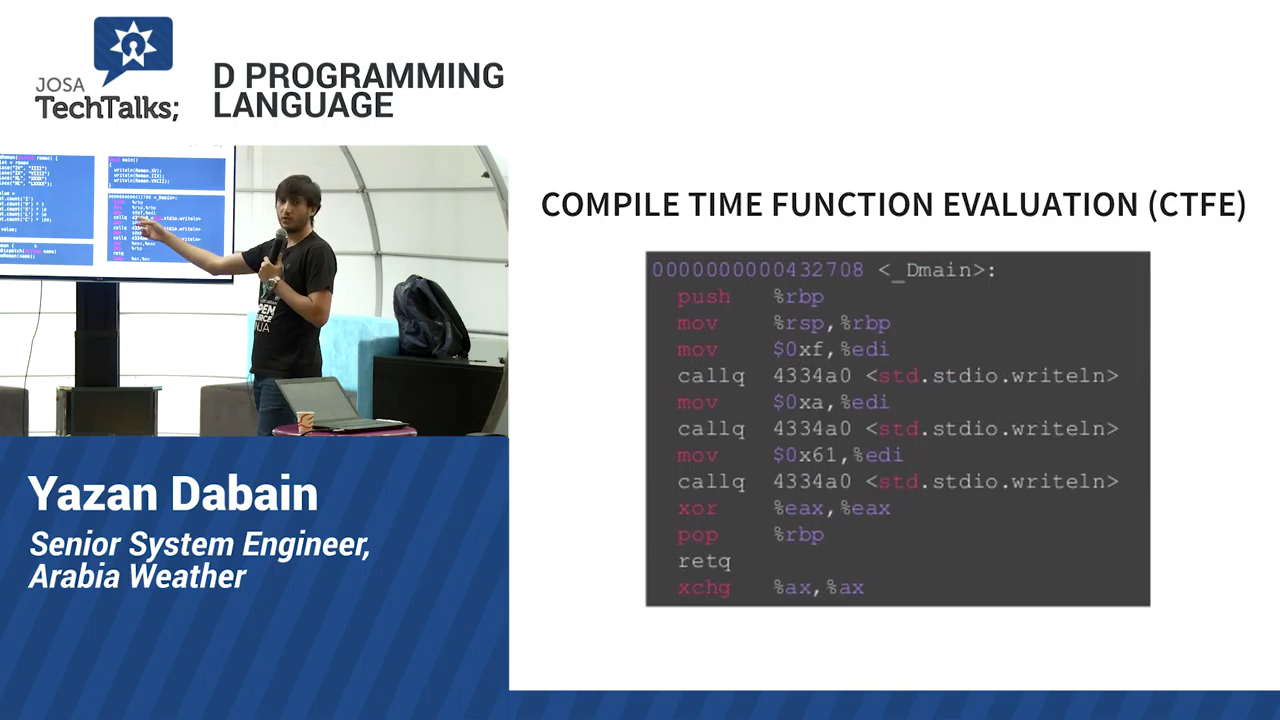 JOSA
TechTalks;
D PROGRAMMING
LANGUAGE
COMPILE TIME FUNCTION EVALUATION (CTFE)
0000000000432708 <_Dmain>:
push %rbp
mov %rsp,%rbp
mov $0xf,%edi
callq 4334a0 <std.stdio.writeln>
mov $0xa,%edi
callq 4334a0 <std.stdio.writeln>
mov $0x61,%edi
callq 4334a0 <std.stdio.writeln>
xor %eax,%eax
pop %rbp
retq
xchg %ax,%ax
Yazan Dabain
Senior System Engineer,
Arabia Weather